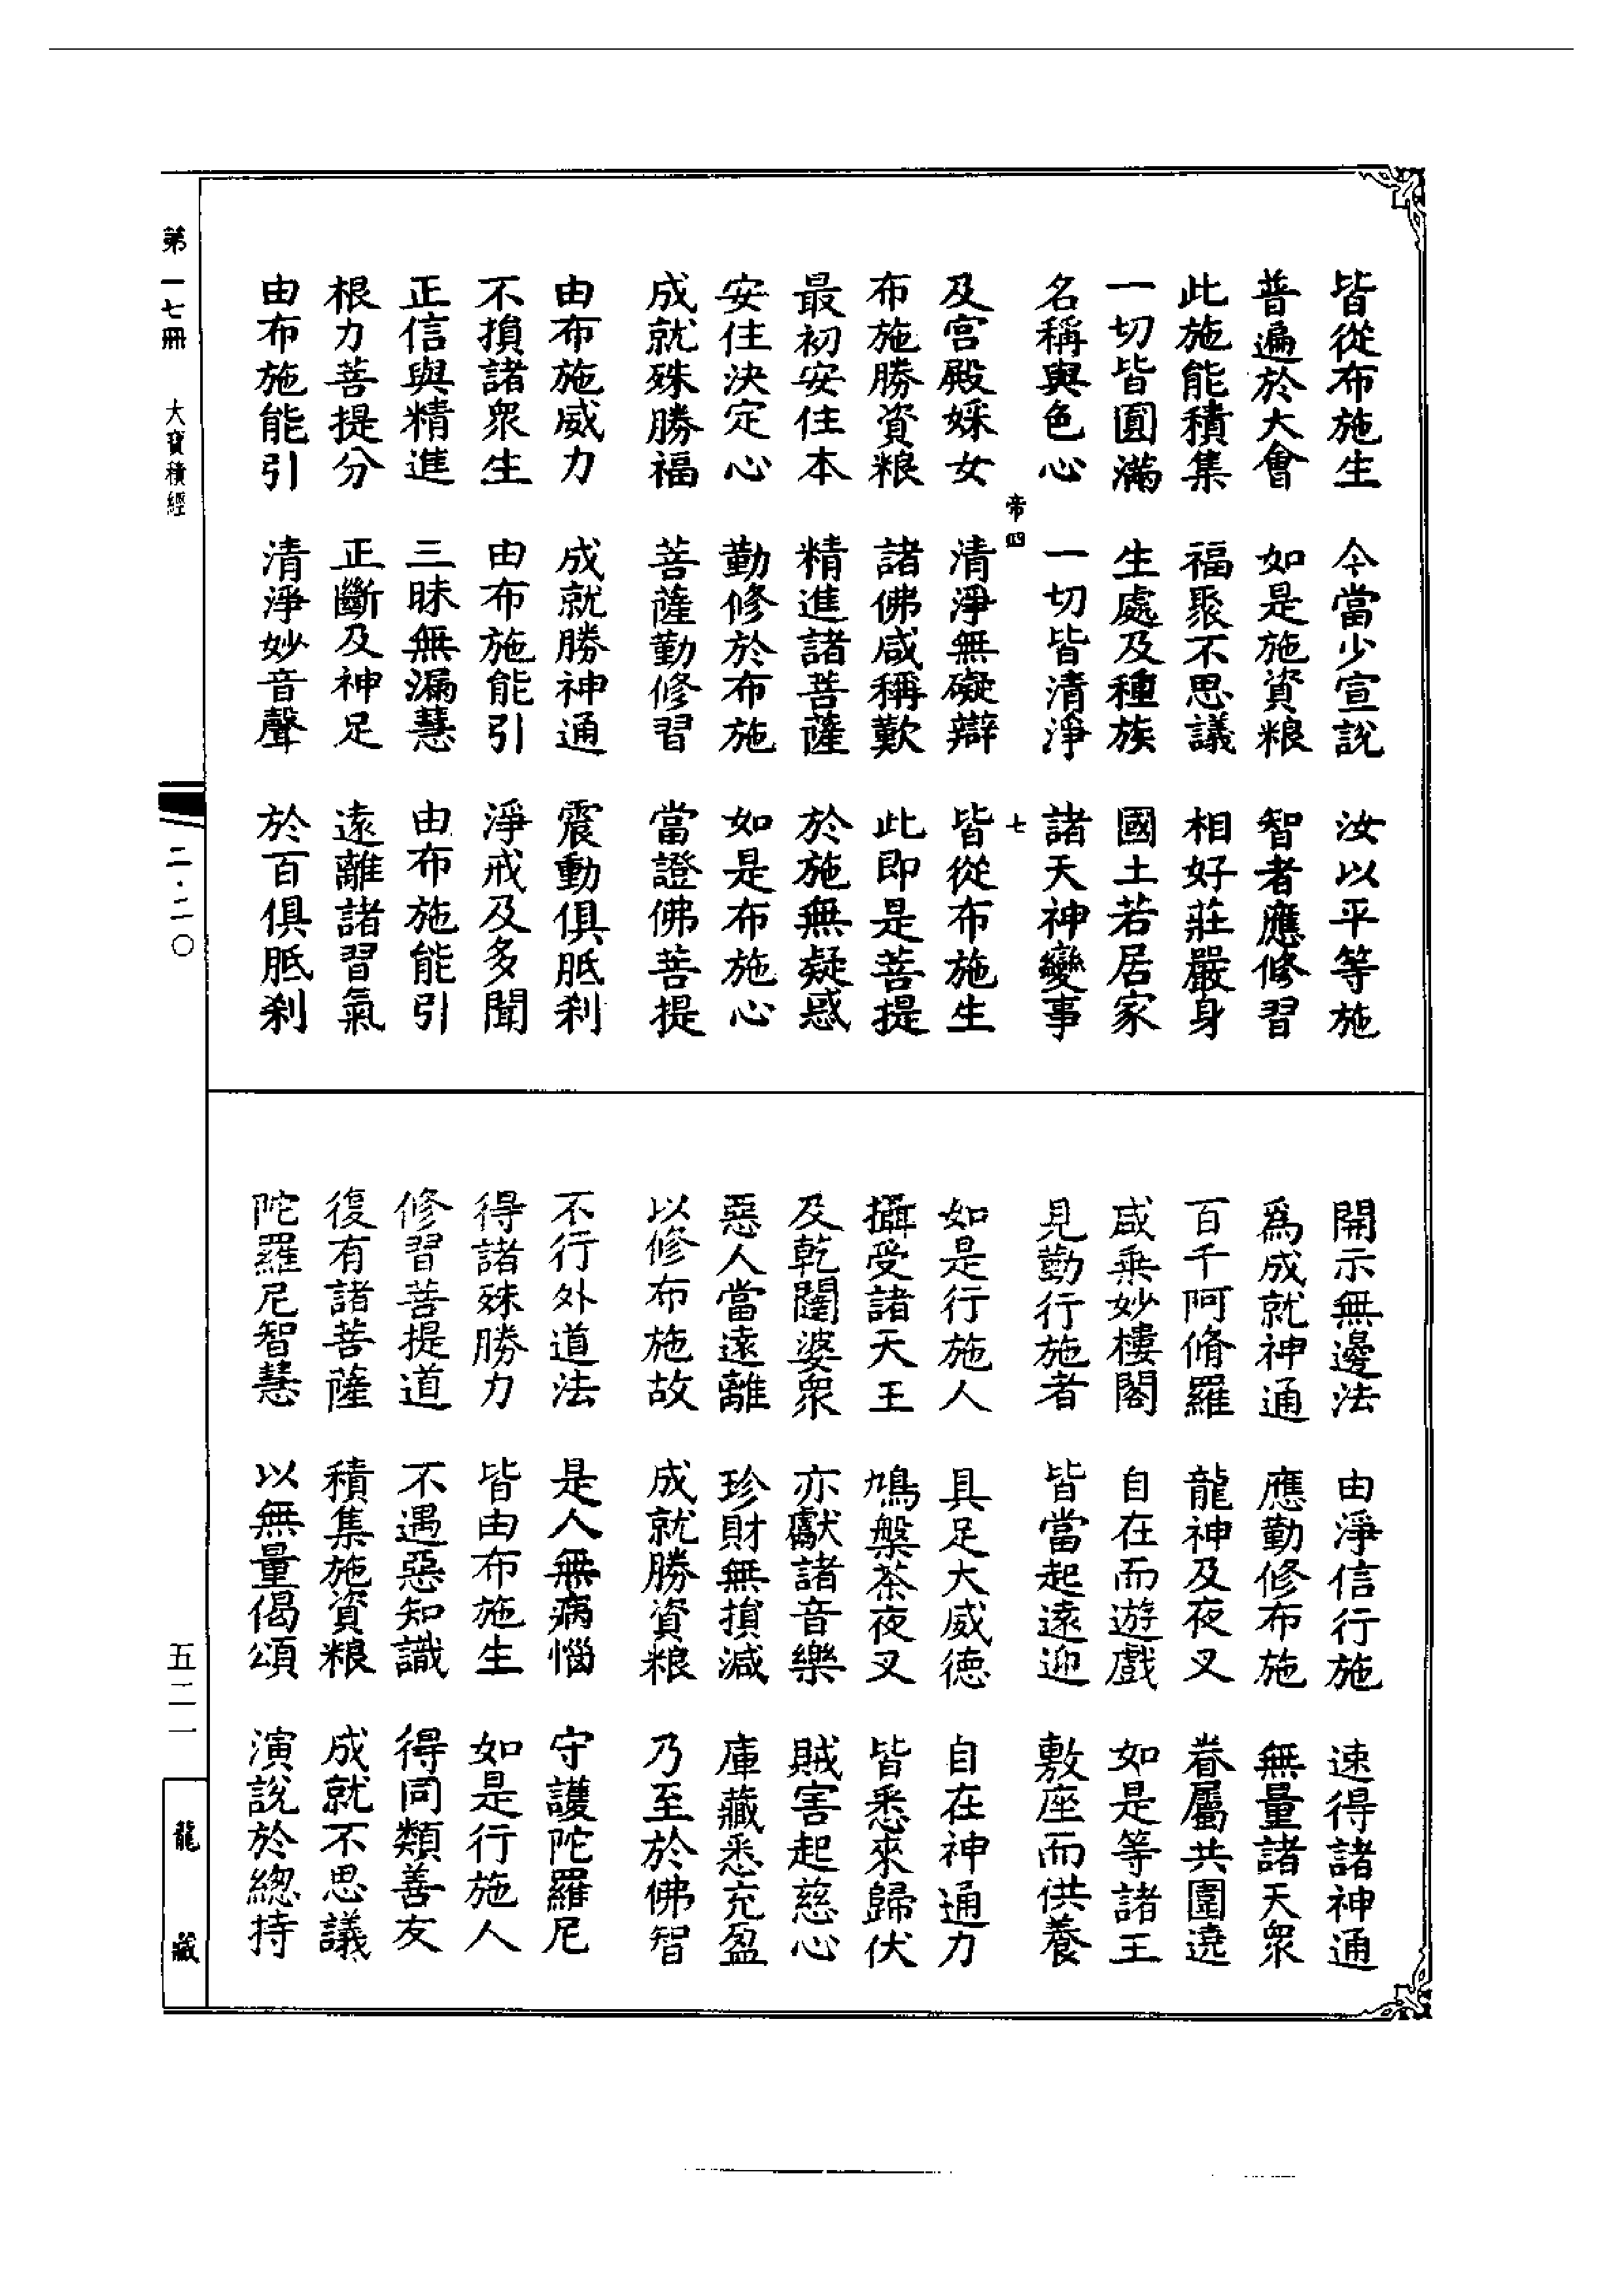 皆從布施生　今當少宣說　汝以平等施
普遍於大會　如是施資粮　智者應修習
此施能積集　福聚不思議　相好莊嚴身
一切皆圓滿　生處及種族　國土若居家
名稱與色心　一切皆清淨　諸天神變事
帝四　七
及宮殿婇女　清淨無礙辯　皆從布施生
布施勝資粮　諸佛咸稱歎　此即是菩提
最初安住本　精進諸菩薩　於施無疑惑
安住決定心　勤修於布施　如是布施心
成就殊勝福　菩薩勤修習　當證佛菩提
由布施威力　成就勝神通　震動俱胝刹
不損諸衆生　由布施能引　淨戒及多聞
正信與精進　三昧無漏慧　由布施能引
根力菩提分　正斷及神足　遠離諸習氣
由布施能引　清淨妙音聲　於百俱胝刹
開示無邊法　由淨信行施　速得諸神通
爲成就神通　應勤修布施　無量諸天衆
百千阿脩羅　龍神及夜叉　眷屬共圍遶
咸乘妙樓閣　自在而遊戲　如是等諸王
見勤行施者　皆當起遠迎　敷座而供養
如是行施人　具足大威德　自在神通力
攝受諸天王　鳩槃茶夜叉　皆悉來歸伏
及乾闥婆衆　亦獻諸音樂　賊害起慈心
惡人當遠離　珍財無損減　庫藏悉充盈
以修布施故　成就勝資粮　乃至於佛智
不行外道法　是人無病惱　守護陀羅尼
得諸殊勝力　皆由布施生　如是行施人
修習菩提道　不遇惡知識　得同類善友
復有諸菩薩　積集施資粮　成就不思議
陀羅尼智慧　以無量偈頌　演說於總持
第一七冊　大寶積經　二·二〇　五二一　龍藏